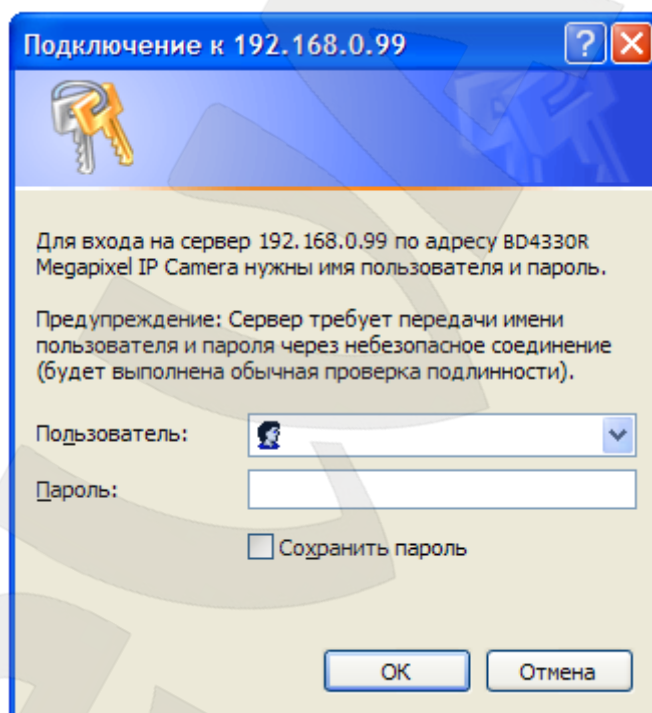 Подключение к 192.168.0.99
Для входа на сервер 192.168.0.99 по адресу BD4330R
Megapixel IP Camera нужны имя пользователя и пароль.
Предупреждение: Сервер требует передачи имени
пользователя и пароля через небезопасное соединение
(будет выполнена обычная проверка подлинности).
Пользователь:
Пароль:
Сохранить пароль
OK
Отмена